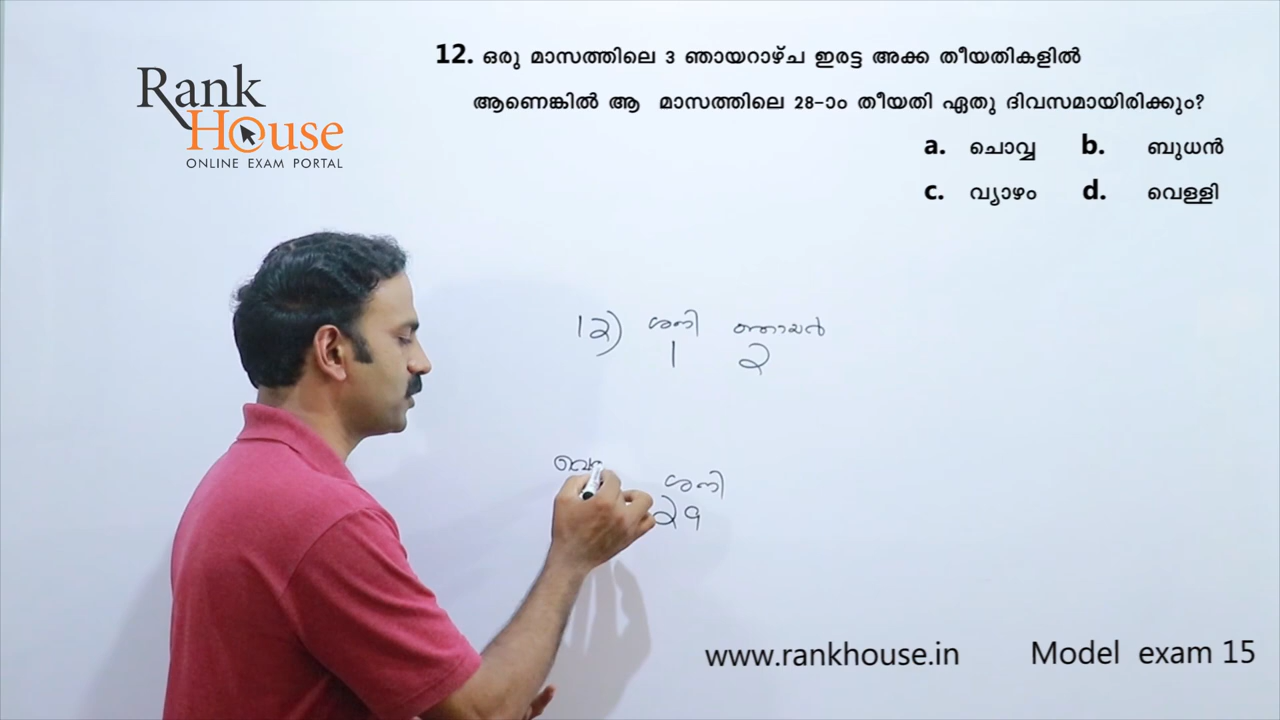 Rank
House
ONLINE EXAM PORTAL
12. ഒരു മാസത്തിലെ 3 ഞായറാഴ്ച ഇരട്ട അക്ക തീയതികളിൽ
ആണെങ്കിൽ ആ മാസത്തിലെ 28-ാം തീയതി ഏതു ദിവസമായിരിക്കും?
a. ചൊവ്വ b. ബുധൻ
c. വ്യാഴം d. വെള്ളി
12) ശനി ഞായർ
1 2
ശനി
29
www.rankhouse.in Model exam 15